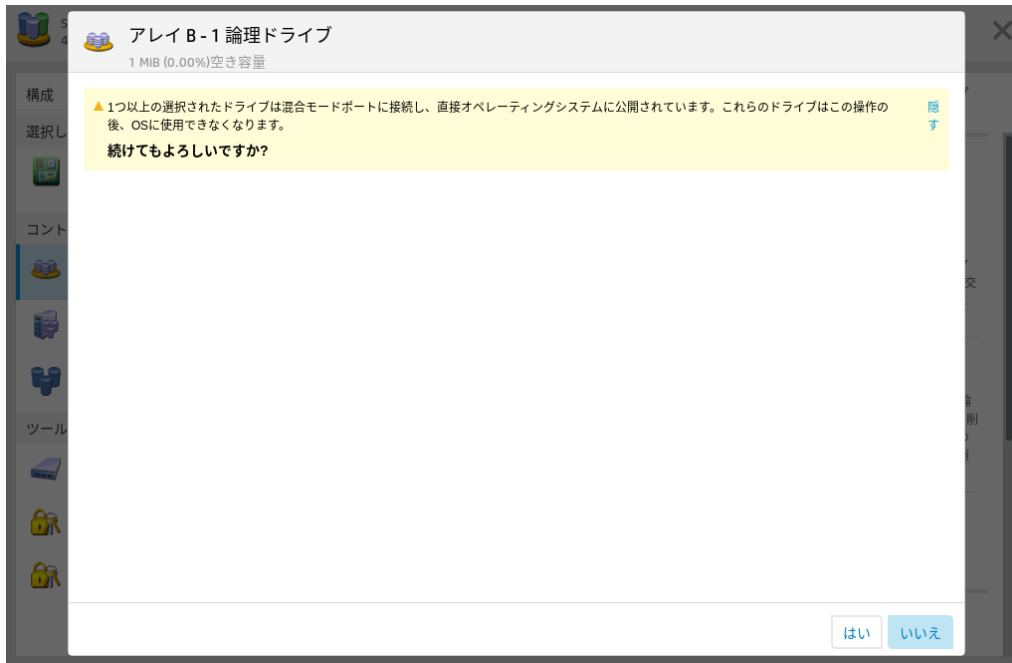 S
4
アレイ B - 1 論理ドライブ
1 MiB (0.00%)空き容量
構成
選択し
コント
ツール
1つ以上の選択されたドライブは混合モードポートに接続し、直接オペレーティングシステムに公開されています。これらのドライブはこの操作の
後、OSに使用できなくなります。
続けてもよろしいですか?
隠
す
交
削
はい
いいえ